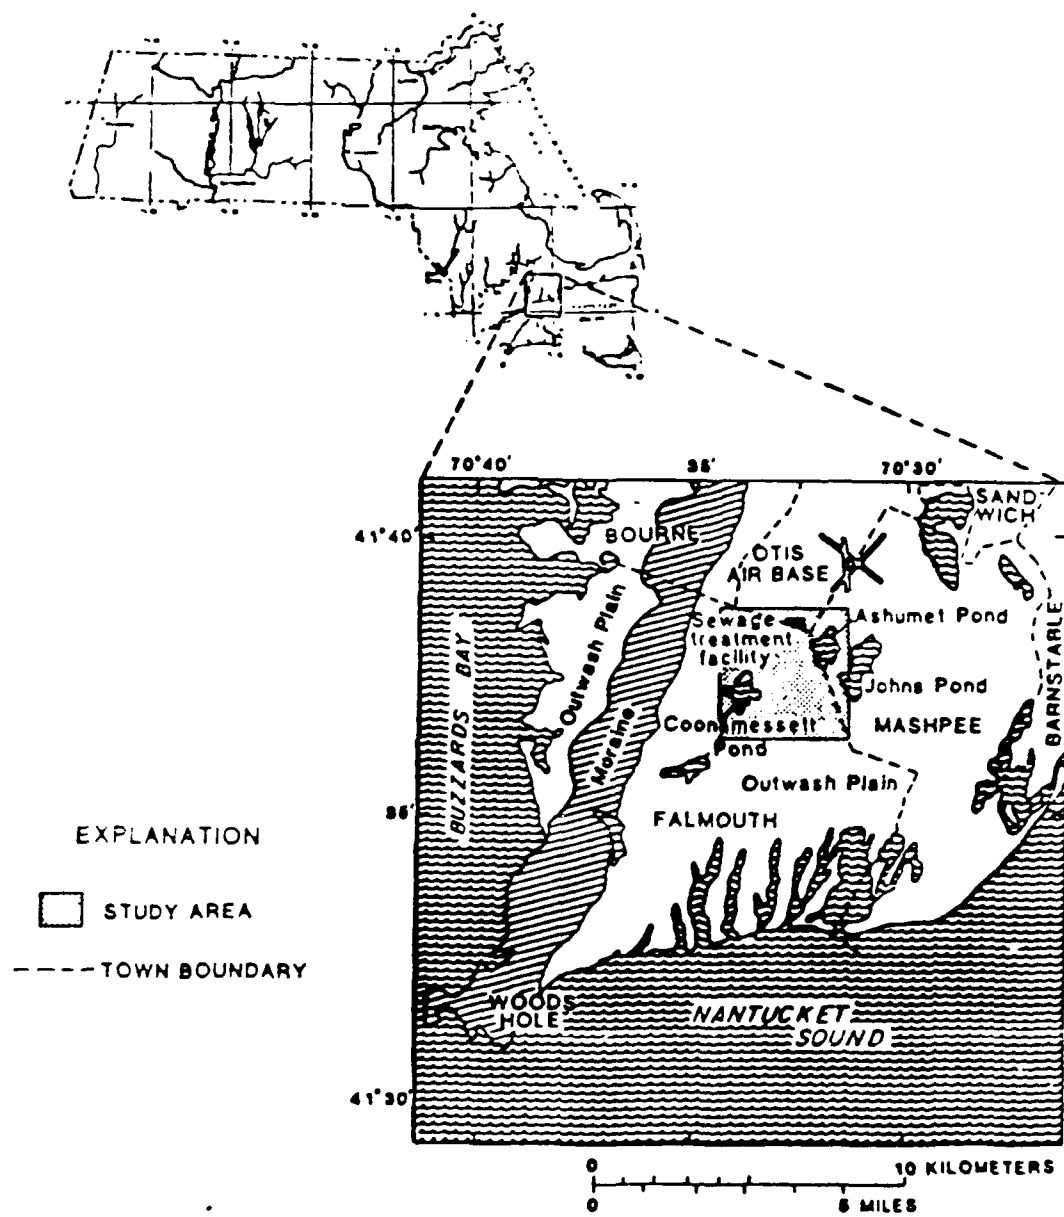 70°40'
35'
70°30'
41°40'
SAND-
WICH
BOURNE
OTIS
AIR BASE
Sewage
treatment
facility
Ashumet Pond
Outwash Plain
BUZZARDS BAY
Moraine
Johns Pond
Coonamessett
Pond
MASHPEE
BARNSTABLE
Outwash Plain
35'
FALMOUTH
EXPLANATION
STUDY AREA
TOWN BOUNDARY
WOODS
HOLE
NANTUCKET
SOUND
41°30'
0 10 KILOMETERS
0 5 MILES